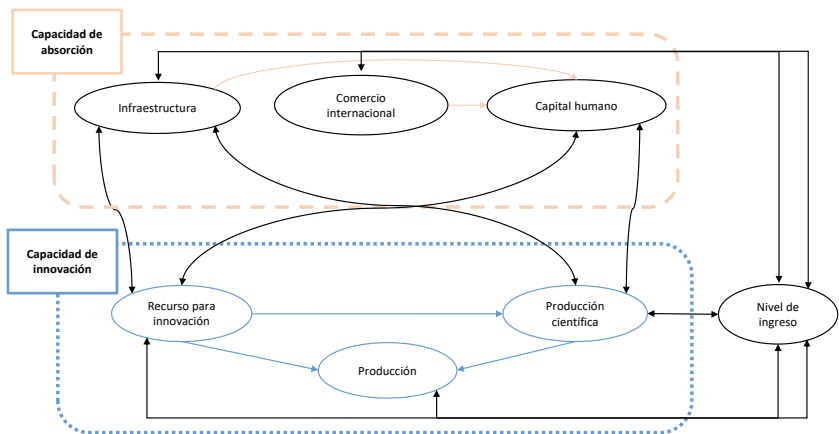 Capacidad de
absorción
Infraestructura
Comercio
internacional
Capital humano
Capacidad de
innovación
Recurso para
innovación
Producción
científica
Nivel de
ingreso
Producción